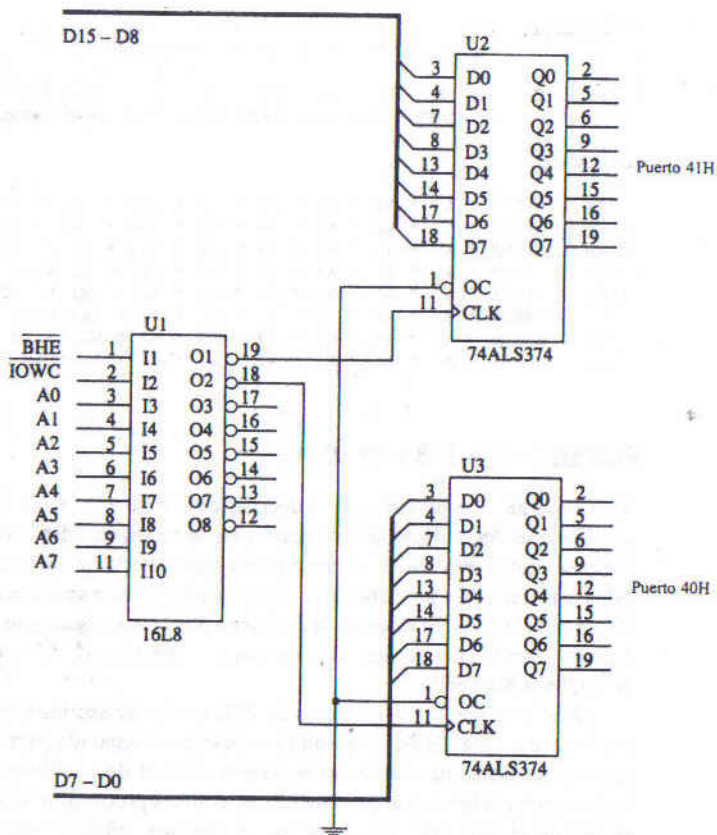 D15 – D8
U2
3 D0 Q0 2
4 D1 Q1 5
7 D2 Q2 6
8 D3 Q3 9
13 D4 Q4 12
14 D5 Q5 15
17 D6 Q6 16
18 D7 Q7 19
Puerto 41H
1 OC
11 CLK
74ALS374
U1
BHE 1 I1 O1 19
IOWC 2 I2 O2 18
A0 3 I3 O3 17
A1 4 I4 O4 16
A2 5 I5 O5 15
A3 6 I6 O6 14
A4 7 I7 O7 13
A5 8 I8 O8 12
A6 9 I9
A7 11 I10
16L8
U3
3 D0 Q0 2
4 D1 Q1 5
7 D2 Q2 6
8 D3 Q3 9
13 D4 Q4 12
14 D5 Q5 15
17 D6 Q6 16
18 D7 Q7 19
Puerto 40H
1 OC
11 CLK
74ALS374
D7 – D0